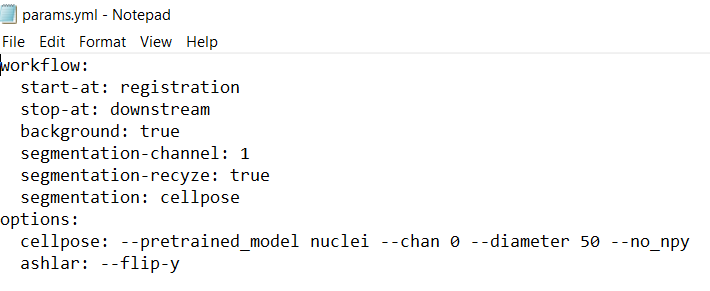 params.yml - Notepad
File Edit Format View Help
workflow:
  start-at: registration
  stop-at: downstream
  background: true
  segmentation-channel: 1
  segmentation-recyze: true
  segmentation: cellpose
options:
  cellpose: --pretrained_model nuclei --chan 0 --diameter 50 --no_npy
  ashlar: --flip-y